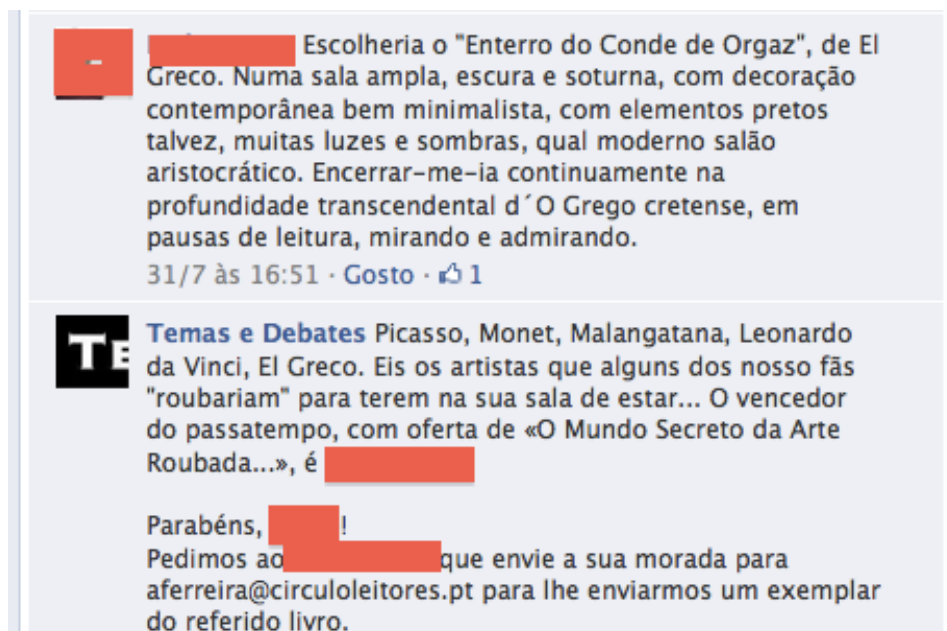 Escolheria o "Enterro do Conde de Orgaz", de El
Greco. Numa sala ampla, escura e soturna, com decoração
contemporânea bem minimalista, com elementos pretos
talvez, muitas luzes e sombras, qual moderno salão
aristocrático. Encerrar-me-ia continuamente na
profundidade transcendental d´O Grego cretense, em
pausas de leitura, mirando e admirando.
31/7 às 16:51 · Gosto · 1
TE
Temas e Debates Picasso, Monet, Malangatana, Leonardo
da Vinci, El Greco. Eis os artistas que alguns dos nosso fãs
"roubariam" para terem na sua sala de estar... O vencedor
do passatempo, com oferta de «O Mundo Secreto da Arte
Roubada...», é
Parabéns, !
Pedimos ao que envie a sua morada para
aferreira@circuloleitores.pt para lhe enviarmos um exemplar
do referido livro.